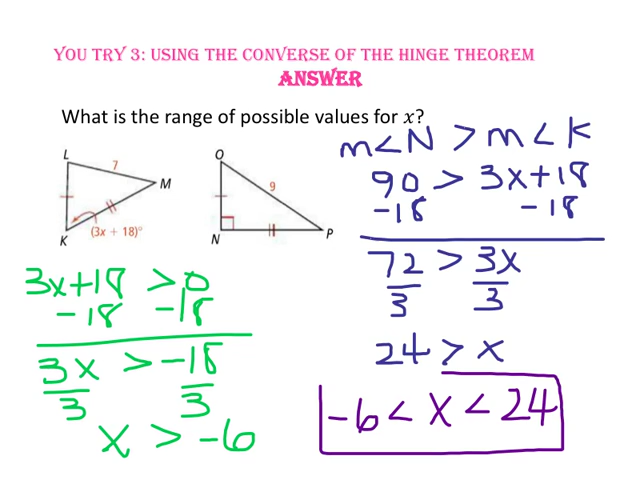 YOU TRY 3: USING THE CONVERSE OF THE HINGE THEOREM
ANSWER
What is the range of possible values for x?
L
7
M
K
(3x + 18)°
O
9
N
P
m<N > m<K
90 > 3x+18
-18 -18
72 > 3x
3 3
24 > x
-6 < x < 24
3x+18 > 0
-18 -18
3x > -18
3 3
x > -6